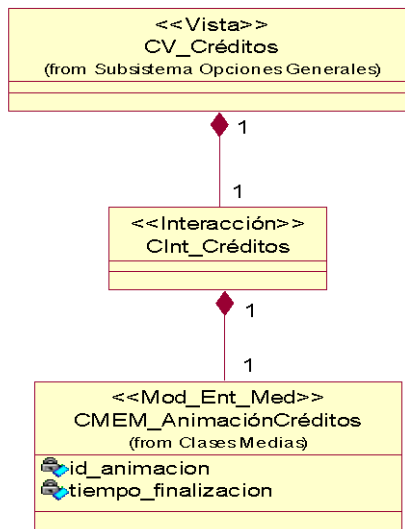 <<Vista>>
CV_Créditos
(from Subsistema Opciones Generales)
1
1
<<Interacción>>
CInt_Créditos
1
1
<<Mod_Ent_Med>>
CMEM_AnimaciónCréditos
(from Clases Medias)
id_animacion
tiempo_finalizacion